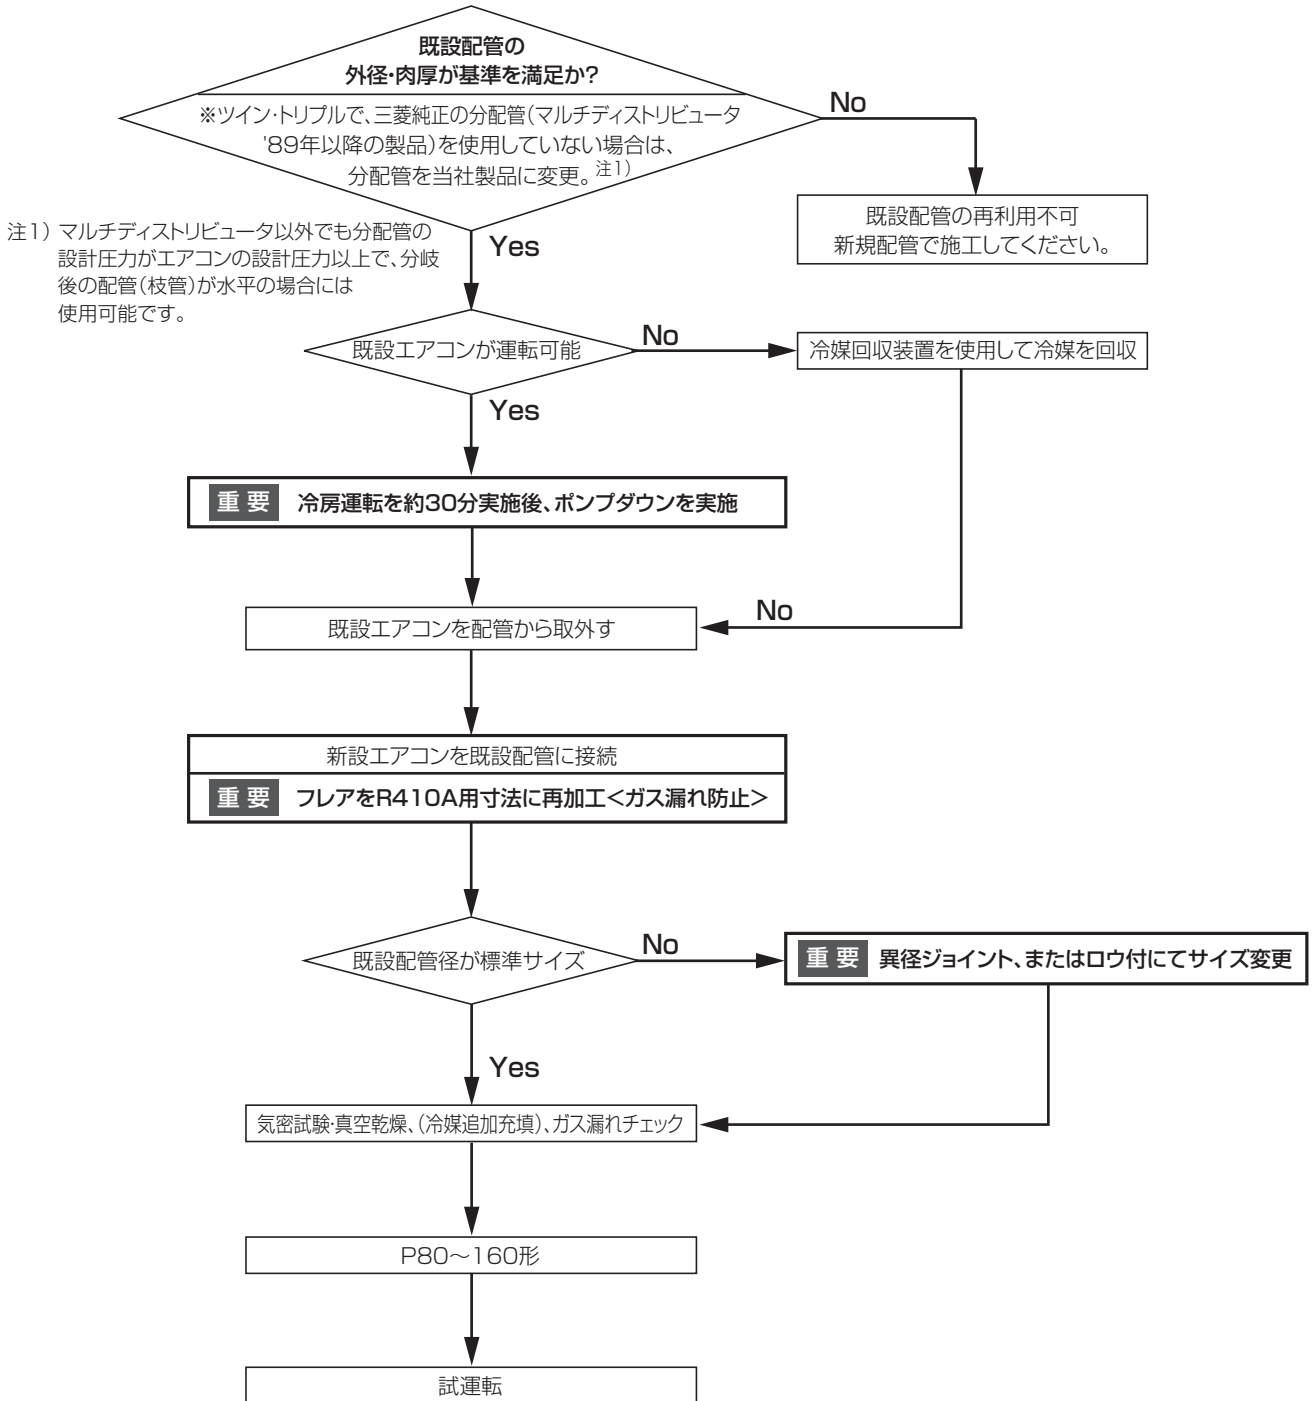 既設配管の
外径・肉厚が基準を満足か?
※ツイン・トリプルで、三菱純正の分配管(マルチディストリビュータ
'89年以降の製品)を使用していない場合は、
分配管を当社製品に変更。注1)
No
既設配管の再利用不可
新規配管で施工してください。
注1) マルチディストリビュータ以外でも分配管の
設計圧力がエアコンの設計圧力以上で、分岐
後の配管(枝管)が水平の場合には
使用可能です。
Yes
既設エアコンが運転可能
No
冷媒回収装置を使用して冷媒を回収
Yes
重要 冷房運転を約30分実施後、ポンプダウンを実施
No
既設エアコンを配管から取外す
新設エアコンを既設配管に接続
重要 フレアをR410A用寸法に再加工<ガス漏れ防止>
既設配管径が標準サイズ
No
重要 異径ジョイント、またはロウ付にてサイズ変更
Yes
気密試験・真空乾燥、(冷媒追加充填)、ガス漏れチェック
P80〜160形
試運転